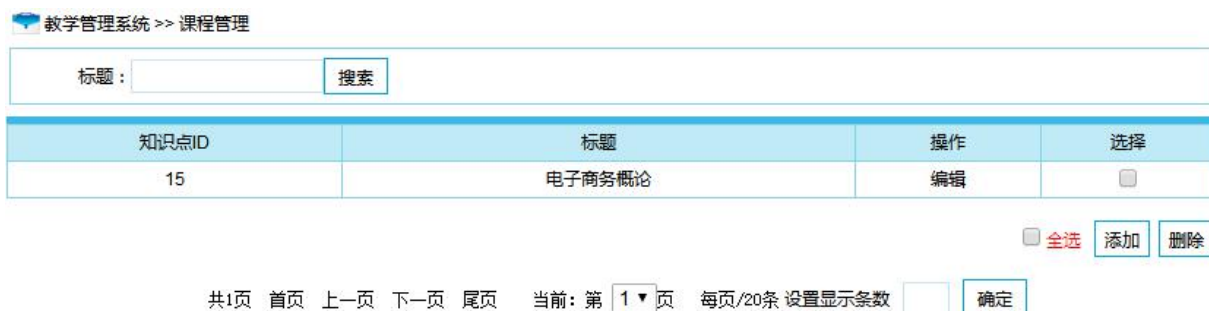 教学管理系统 >> 课程管理
标题： 搜索
知识点ID 标题 操作 选择
15 电子商务概论 编辑
全选 添加 删除
共1页 首页 上一页 下一页 尾页 当前：第 1 页 每页/20条 设置显示条数 确定